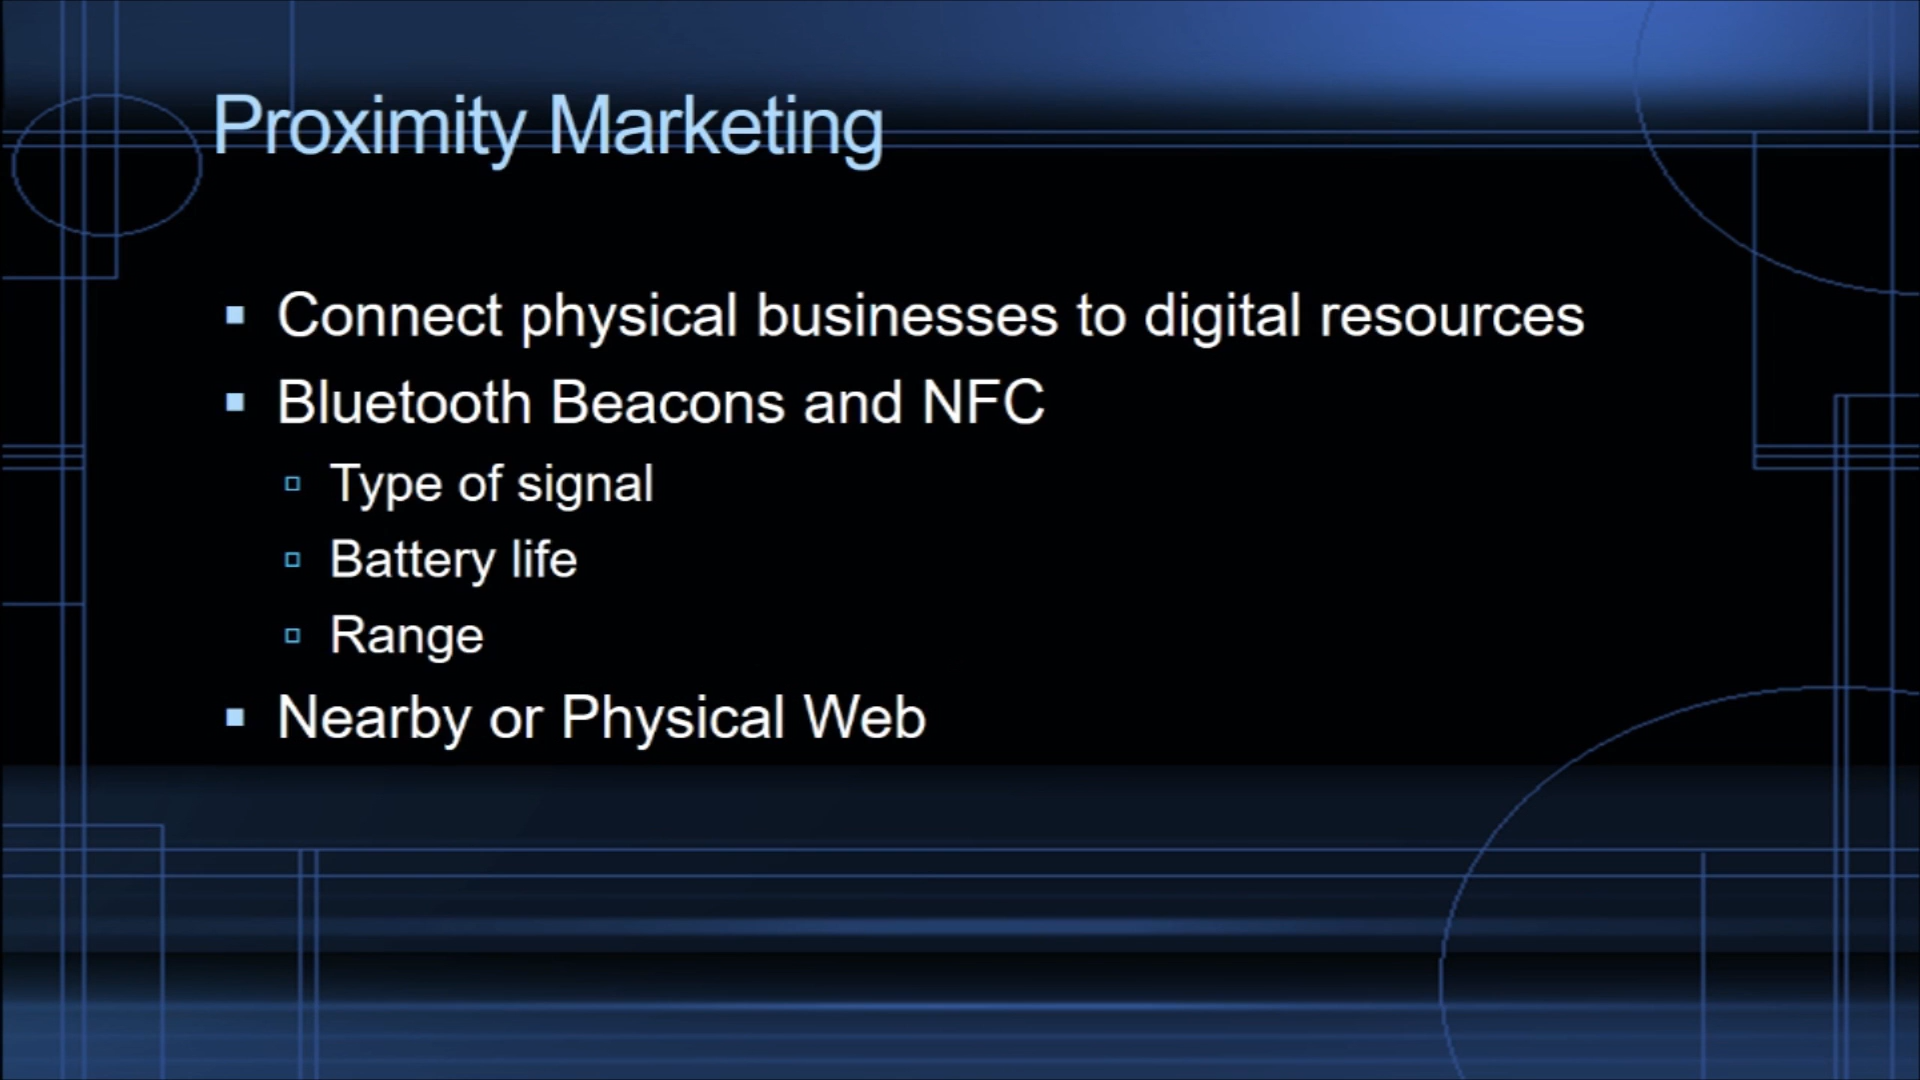 Proximity Marketing
Connect physical businesses to digital resources
Bluetooth Beacons and NFC
Type of signal
Battery life
Range
Nearby or Physical Web